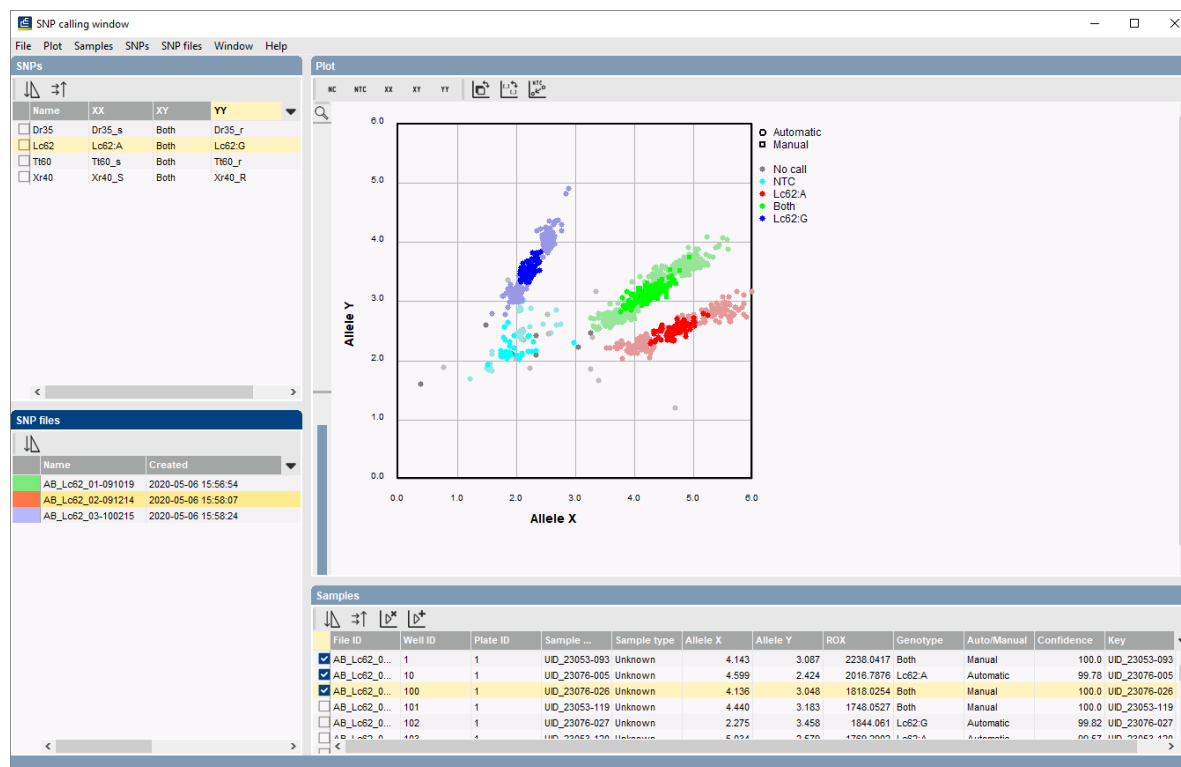 SNP calling window
File Plot Samples SNPs SNP files Window Help
SNPs
Name XX XY YY
Dr35 Dr35_s Both Dr35_r
Lc62 Lc62:A Both Lc62:G
Tt60 Tt60_s Both Tt60_r
Xr40 Xr40_S Both Xr40_R
SNP files
Name Created
AB_Lc62_01-091019 2020-05-06 15:56:54
AB_Lc62_02-091214 2020-05-06 15:58:07
AB_Lc62_03-100215 2020-05-06 15:58:24
Plot
NC NTC XX XY YY NTC
6.0
5.0
4.0
3.0
2.0
1.0
0.0
Allele Y
0.0 1.0 2.0 3.0 4.0 5.0 6.0
Allele X
Automatic
Manual
No call
NTC
Lc62:A
Both
Lc62:G
Samples
File ID Well ID Plate ID Sample ... Sample type Allele X Allele Y ROX Genotype Auto/Manual Confidence Key
AB_Lc62_0... 1 1 UID_23053-093 Unknown 4.143 3.087 2238.0417 Both Manual 100.0 UID_23053-093
AB_Lc62_0... 10 1 UID_23076-005 Unknown 4.599 2.424 2016.7876 Lc62:A Automatic 99.78 UID_23076-005
AB_Lc62_0... 100 1 UID_23076-026 Unknown 4.136 3.048 1818.0254 Both Manual 100.0 UID_23076-026
AB_Lc62_0... 101 1 UID_23053-119 Unknown 4.440 3.183 1748.0527 Both Manual 100.0 UID_23053-119
AB_Lc62_0... 102 1 UID_23076-027 Unknown 2.275 3.458 1844.061 Lc62:G Automatic 99.82 UID_23076-027